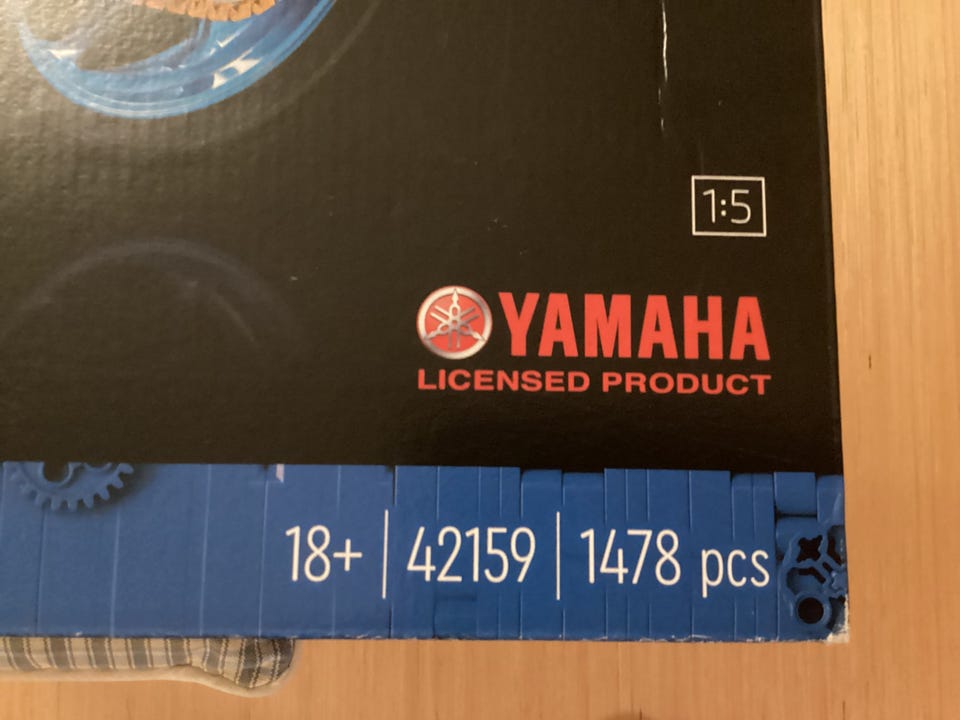 1:5
YAMAHA
LICENSED PRODUCT
18+ | 42159 | 1478 pcs